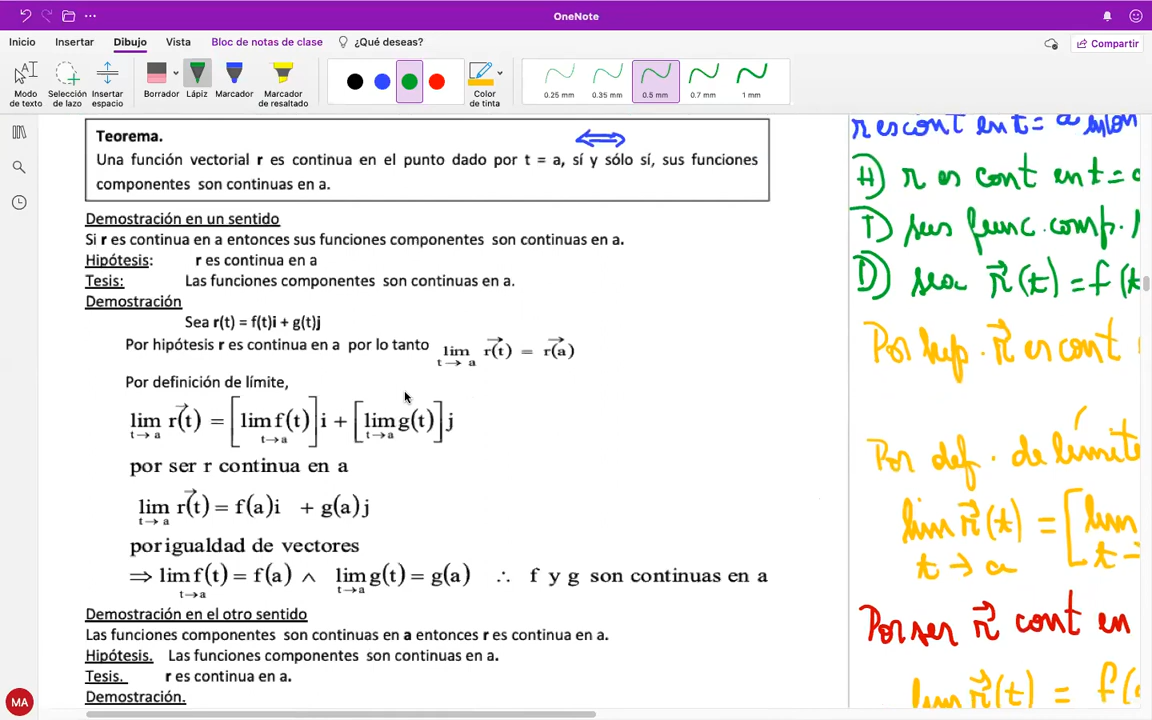 OneNote
Inicio Insertar Dibujo Vista Bloc de notas de clase ¿Qué deseas? Compartir
Modo de texto Selección de lazo Insertar espacio Borrador Lápiz Marcador Marcador de resaltado Color de tinta 0.25 mm 0.35 mm 0.5 mm 0.7 mm 1 mm
Teorema.
Una función vectorial r es continua en el punto dado por t = a, sí y sólo sí, sus funciones
componentes son continuas en a.
Demostración en un sentido
Si r es continua en a entonces sus funciones componentes son continuas en a.
Hipótesis: r es continua en a
Tesis: Las funciones componentes son continuas en a.
Demostración
Sea r(t) = f(t)i + g(t)j
Por hipótesis r es continua en a por lo tanto lim t→a r⃗(t) = r⃗(a)
Por definición de límite,
lim t→a r⃗(t) = [lim t→a f(t)] i + [lim t→a g(t)] j
por ser r continua en a
lim t→a r⃗(t) = f(a)i + g(a)j
por igualdad de vectores
⇒ lim t→a f(t) = f(a) ∧ lim t→a g(t) = g(a) ∴ f y g son continuas en a
Demostración en el otro sentido
Las funciones componentes son continuas en a entonces r es continua en a.
Hipótesis. Las funciones componentes son continuas en a.
Tesis. r es continua en a.
Demostración.
MA
r es cont en t = a
H) r es cont en t =
T) sus func. comp.
D) sea r⃗(t) = f(t
Por hip. r⃗ es cont
Por def. de límite
lim t→a r⃗(t) = [lim t→
Por ser r⃗ cont en
lim r⃗(t) = f(a